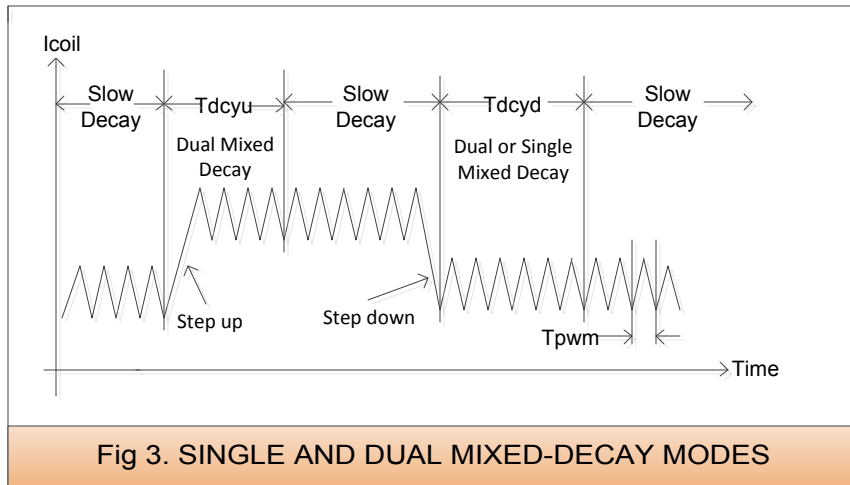 Icoil
Slow
Decay
Tdcyu
Slow
Decay
Tdcyd
Slow
Decay
Dual Mixed
Decay
Dual or Single
Mixed Decay
Step up
Step down
Tpwm
Time
Fig 3. SINGLE AND DUAL MIXED-DECAY MODES